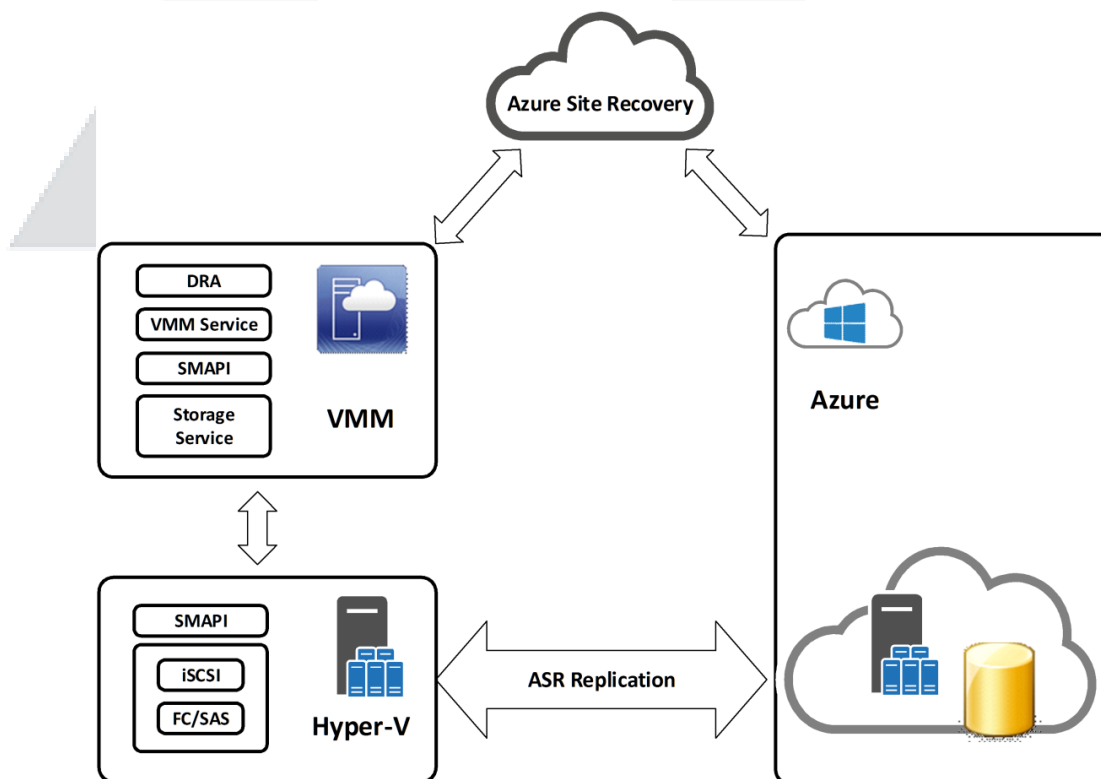 Azure Site Recovery
DRA
VMM Service
SMAPI
Storage
Service
VMM
Azure
SMAPI
iSCSI
FC/SAS
Hyper-V
ASR Replication